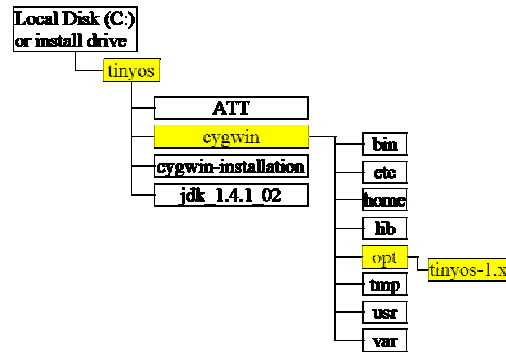 Local Disk (C:)
or install drive
tinyos
ATT
cygwin
cygwin-installation
jdk_1.4.1_02
bin
etc
home
lib
opt
tinyos-1.x
tmp
usr
var